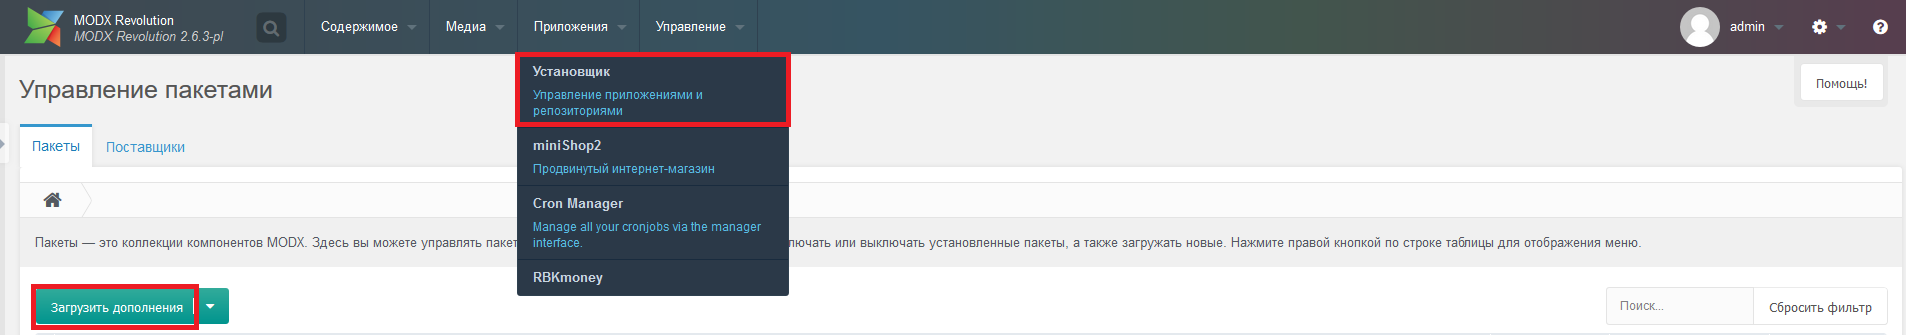 MODX Revolution
MODX Revolution 2.6.3-pl
Содержимое
Медиа
Приложения
Управление
admin
Управление пакетами
Помощь!
Установщик
Управление приложениями и
репозиториями
miniShop2
Продвинутый интернет-магазин
Cron Manager
Manage all your cronjobs via the manager
interface.
RBKmoney
Пакеты
Поставщики
Пакеты — это коллекции компонентов MODX. Здесь вы можете управлять пакет
лючать или выключать установленные пакеты, а также загружать новые. Нажмите правой кнопкой по строке таблицы для отображения меню.
Загрузить дополнения
Поиск...
Сбросить фильтр